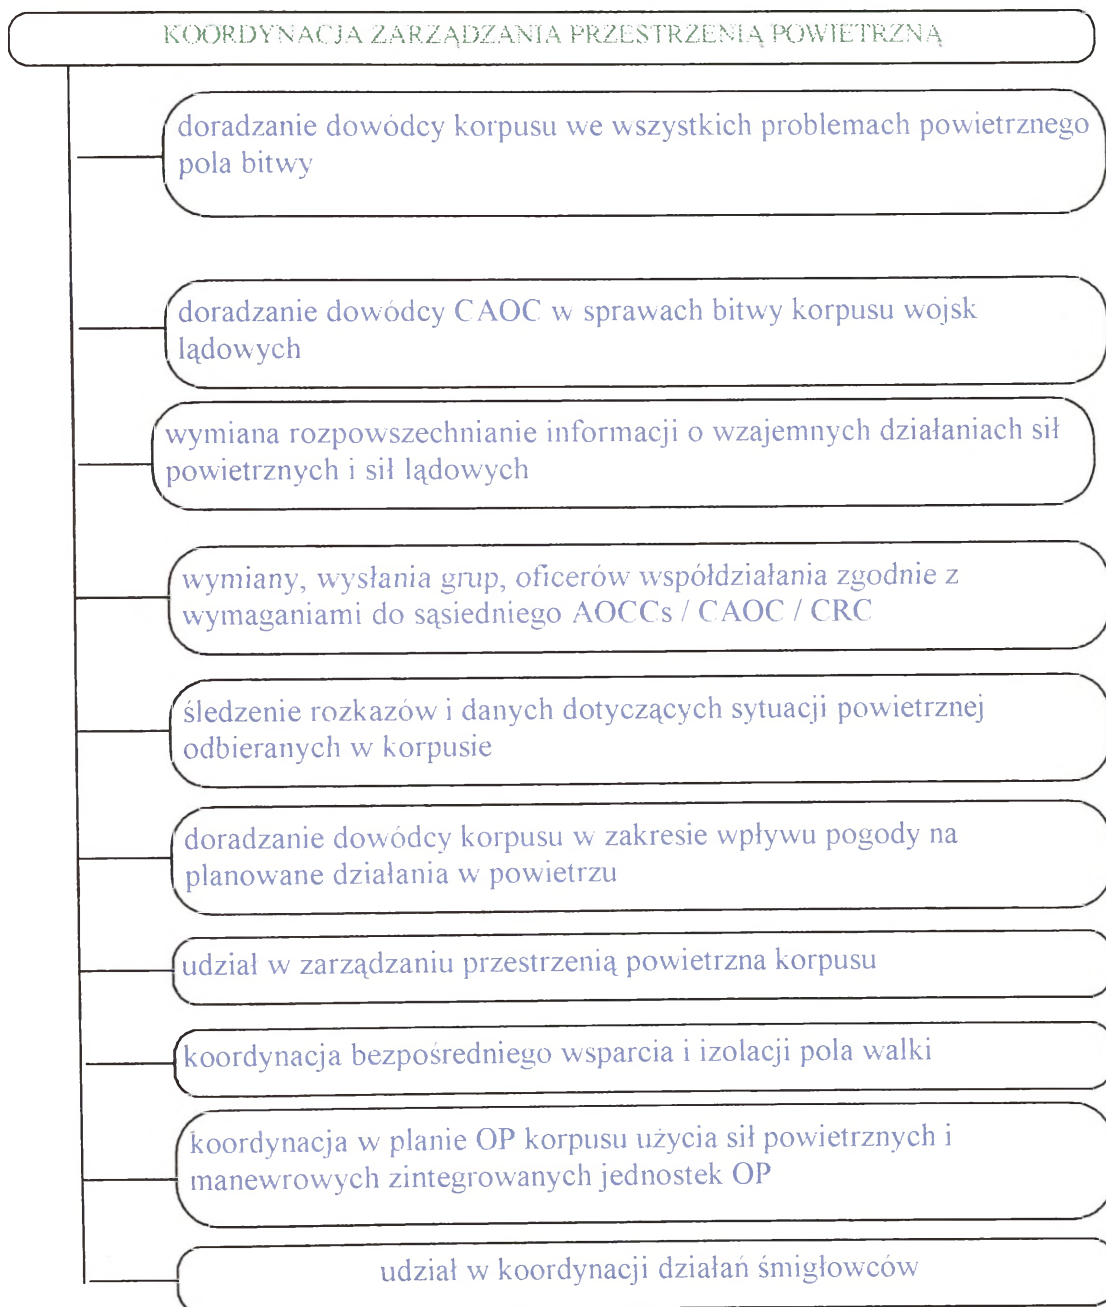 KOORDYNACJA ZARZĄDZANIA PRZESTRZENIĄ POWIETRZNĄ
doradzanie dowódcy korpusu we wszystkich problemach powietrznego
pola bitwy
doradzanie dowódcy CAOC w sprawach bitwy korpusu wojsk
lądowych
wymiana rozpowszechnianie informacji o wzajemnych działaniach sił
powietrznych i sił lądowych
wymiany, wysłania grup, oficerów współdziałania zgodnie z
wymaganiami do sąsiedniego AOCCs / CAOC / CRC
śledzenie rozkazów i danych dotyczących sytuacji powietrznej
odbieranych w korpusie
doradzanie dowódcy korpusu w zakresie wpływu pogody na
planowane działania w powietrzu
udział w zarządzaniu przestrzenią powietrzna korpusu
koordynacja bezpośredniego wsparcia i izolacji pola walki
koordynacja w planie OP korpusu użycia sił powietrznych i
manewrowych zintegrowanych jednostek OP
udział w koordynacji działań śmigłowców